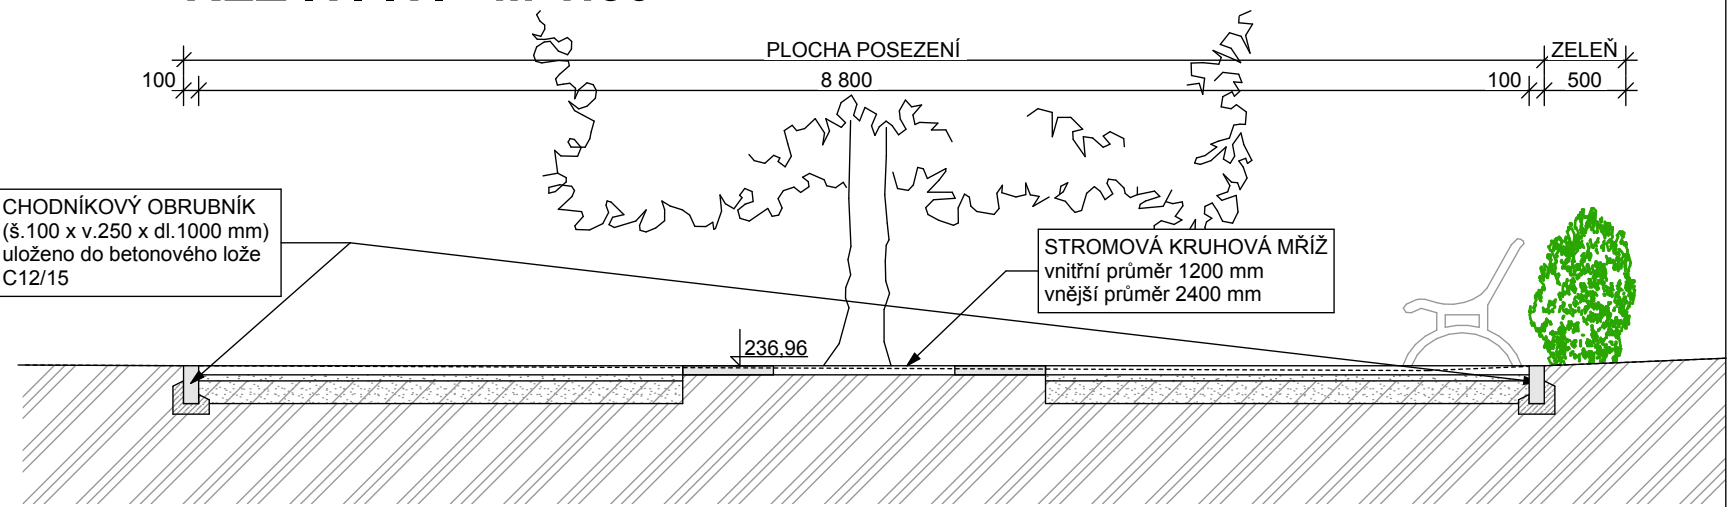 PLOCHA POSEZENÍ
ZELEŇ
100
8 800
100
500
CHODNÍKOVÝ OBRUBNÍK
(š.100 x v.250 x dl.1000 mm)
uloženo do betonového lože
C12/15
STROMOVÁ KRUHOVÁ MŘÍŽ
vnitřní průměr 1200 mm
vnější průměr 2400 mm
236,96